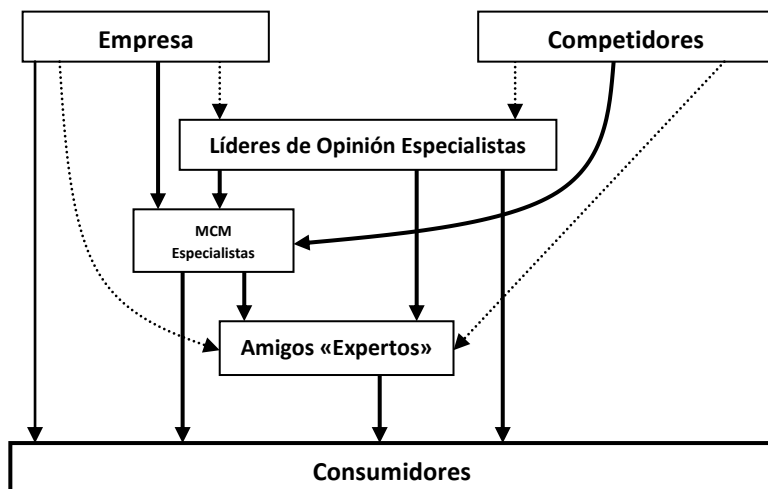 Empresa
Competidores
Líderes de Opinión Especialistas
MCM
Especialistas
Amigos «Expertos»
Consumidores